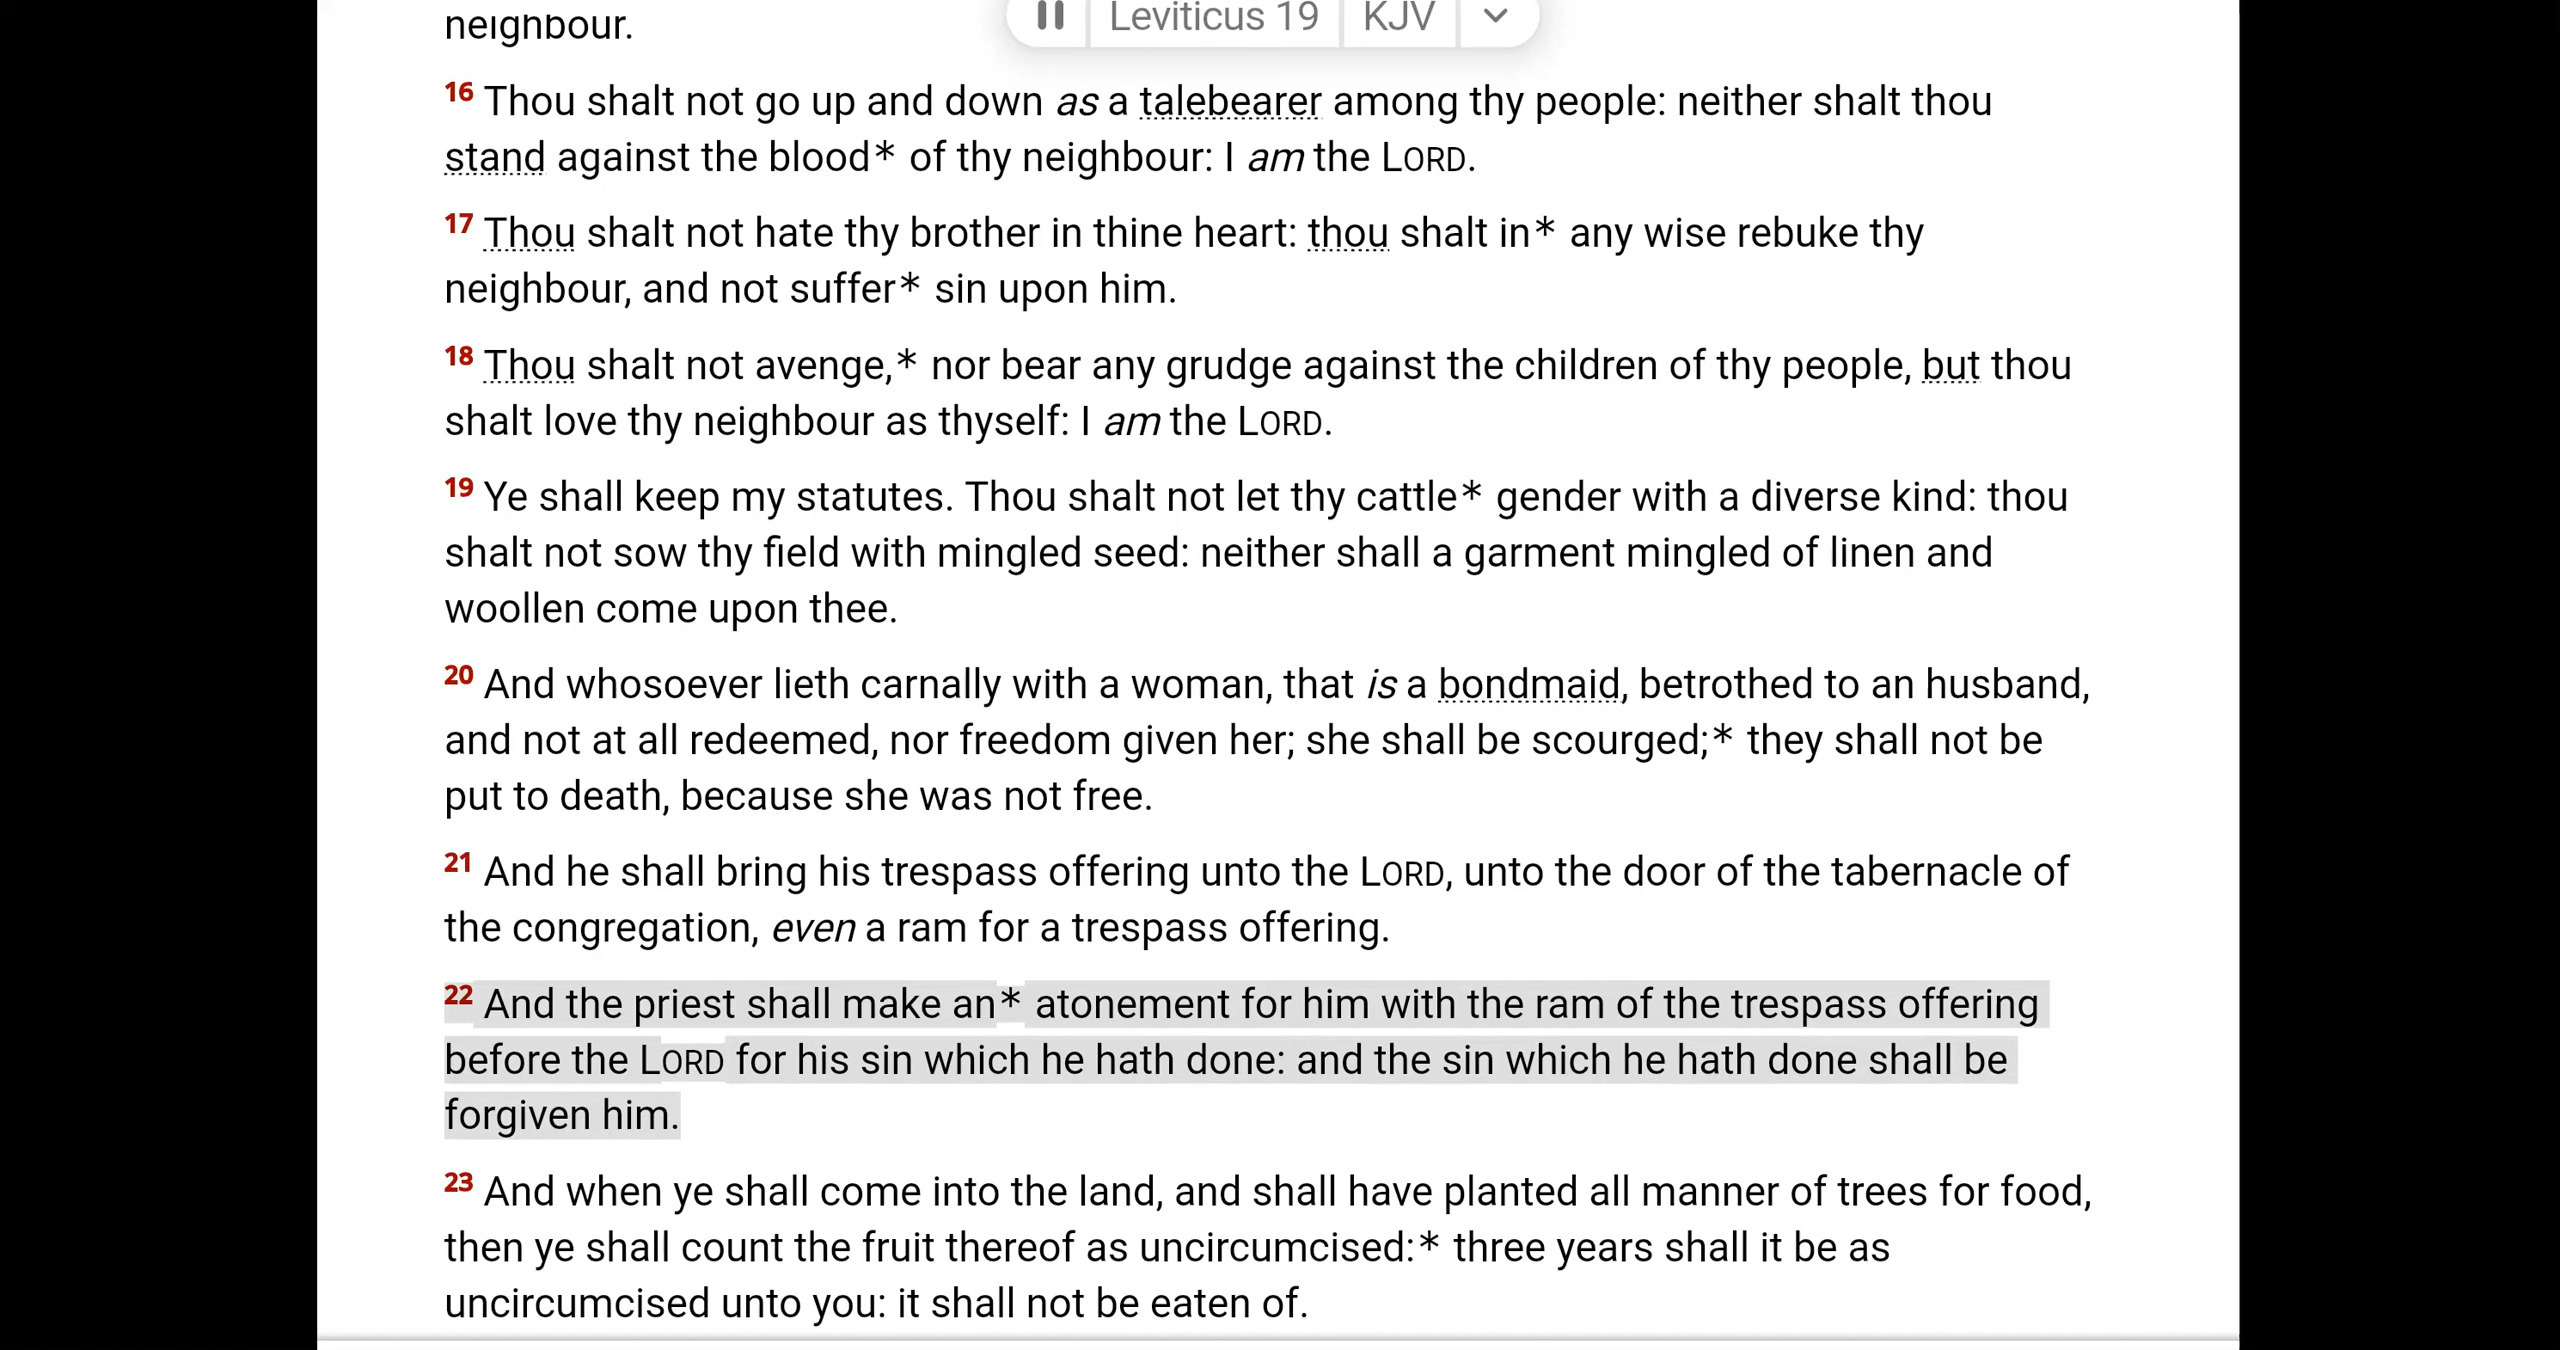 neighbour.
Leviticus 19 KJV
16 Thou shalt not go up and down as a talebearer among thy people: neither shalt thou
stand against the blood* of thy neighbour: I am the LORD.
17 Thou shalt not hate thy brother in thine heart: thou shalt in* any wise rebuke thy
neighbour, and not suffer* sin upon him.
18 Thou shalt not avenge,* nor bear any grudge against the children of thy people, but thou
shalt love thy neighbour as thyself: I am the LORD.
19 Ye shall keep my statutes. Thou shalt not let thy cattle* gender with a diverse kind: thou
shalt not sow thy field with mingled seed: neither shall a garment mingled of linen and
woollen come upon thee.
20 And whosoever lieth carnally with a woman, that is a bondmaid, betrothed to an husband,
and not at all redeemed, nor freedom given her; she shall be scourged;* they shall not be
put to death, because she was not free.
21 And he shall bring his trespass offering unto the LORD, unto the door of the tabernacle of
the congregation, even a ram for a trespass offering.
22 And the priest shall make an* atonement for him with the ram of the trespass offering
before the LORD for his sin which he hath done: and the sin which he hath done shall be
forgiven him.
23 And when ye shall come into the land, and shall have planted all manner of trees for food,
then ye shall count the fruit thereof as uncircumcised:* three years shall it be as
uncircumcised unto you: it shall not be eaten of.